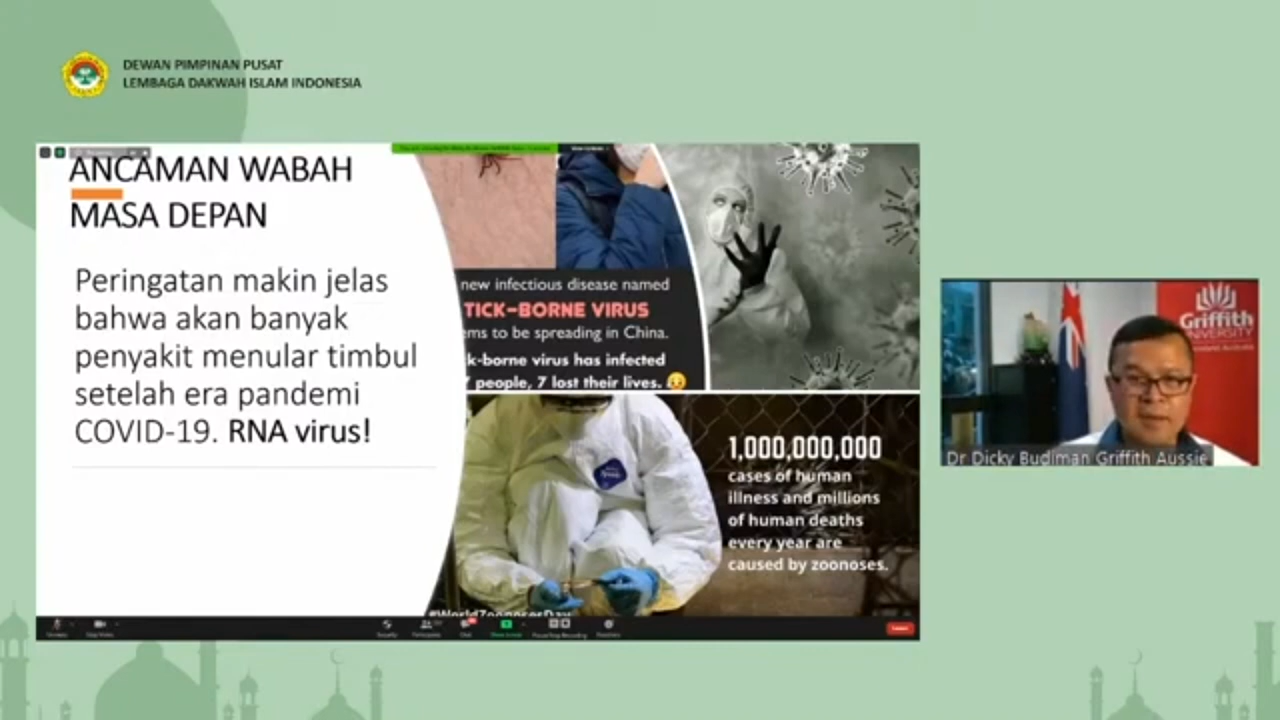 DEWAN PIMPINAN PUSAT
LEMBAGA DAKWAH ISLAM INDONESIA
ANCAMAN WABAH
MASA DEPAN
Peringatan makin jelas
bahwa akan banyak
penyakit menular timbul
setelah era pandemi
COVID-19. RNA virus!
new infectious disease named
TICK-BORNE VIRUS
ems to be spreading in China.
k-borne virus has infected
7 people, 7 lost their lives.
1,000,000,000
cases of human
illness and millions
of human deaths
every year are
caused by zoonoses.
#WorldZoonosesDay
Griffith
UNIVERSITY
Dr Dicky Budiman Griffith Aussie